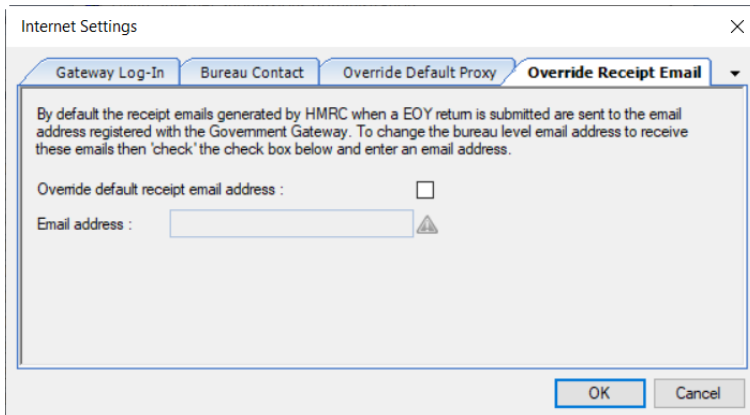 Internet Settings
Gateway Log-In Bureau Contact Override Default Proxy Override Receipt Email
By default the receipt emails generated by HMRC when a EOY return is submitted are sent to the email
address registered with the Government Gateway. To change the bureau level email address to receive
these emails then 'check' the check box below and enter an email address.
Override default receipt email address :
Email address :
OK Cancel